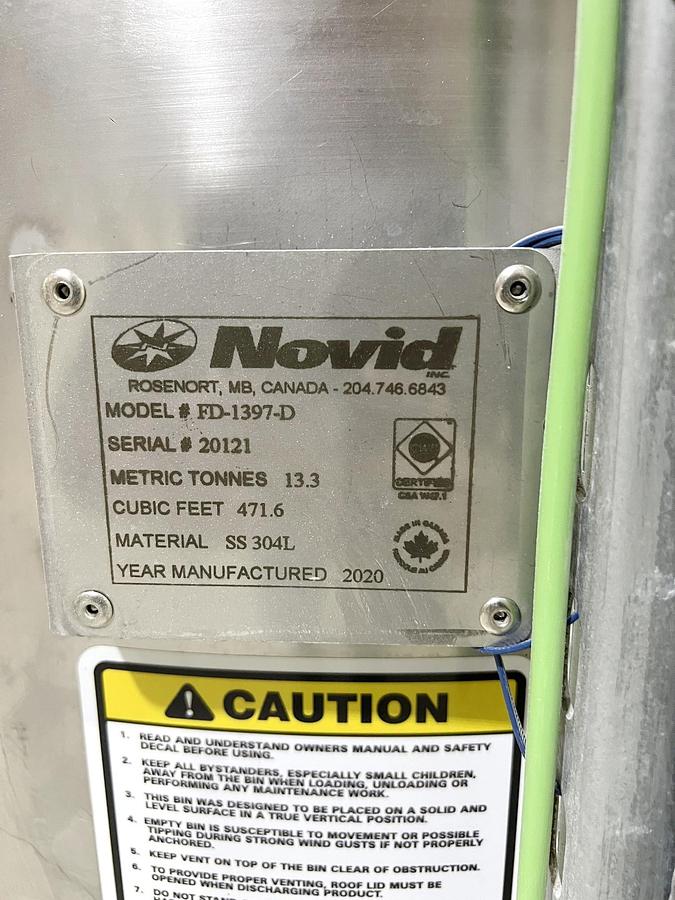 Novid
INC.
ROSENORT, MB, CANADA - 204.746.6843
MODEL # FD-1397-D
SERIAL # 20121
METRIC TONNES 13.3
CUBIC FEET 471.6
MATERIAL SS 304L
YEAR MANUFACTURED 2020
CERTIFIED
CSA W47.1
MADE IN CANADA
CAUTION
1. READ AND UNDERSTAND OWNERS MANUAL AND SAFETY
DECAL BEFORE USING.
2. KEEP ALL BYSTANDERS, ESPECIALLY SMALL CHILDREN,
AWAY FROM THE BIN WHEN LOADING, UNLOADING OR
PERFORMING ANY MAINTENANCE WORK.
3. THIS BIN WAS DESIGNED TO BE PLACED ON A SOLID AND
LEVEL SURFACE IN A TRUE VERTICAL POSITION.
4. EMPTY BIN IS SUSCEPTIBLE TO MOVEMENT OR POSSIBLE
TIPPING DURING STRONG WIND GUSTS IF NOT PROPERLY
ANCHORED.
5. KEEP VENT ON TOP OF THE BIN CLEAR OF OBSTRUCTION.
6. TO PROVIDE PROPER VENTING, ROOF LID MUST BE
OPENED WHEN DISCHARGING PRODUCT.
7. DO NOT